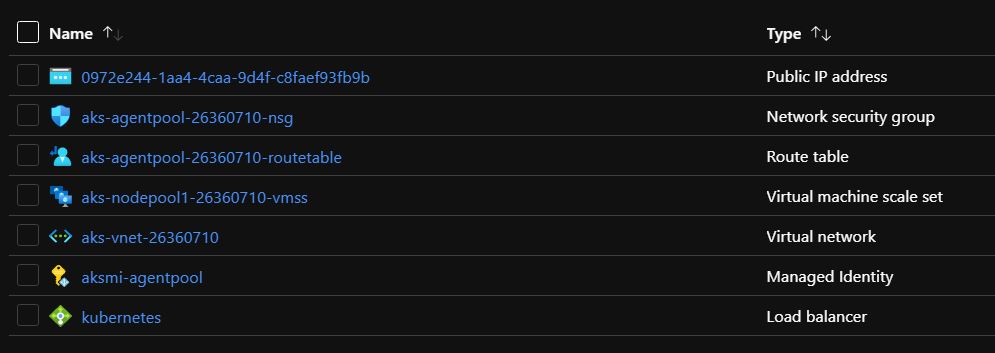 Name ↑↓ Type ↑↓
0972e244-1aa4-4caa-9d4f-c8faef93fb9b Public IP address
aks-agentpool-26360710-nsg Network security group
aks-agentpool-26360710-routetable Route table
aks-nodepool1-26360710-vmss Virtual machine scale set
aks-vnet-26360710 Virtual network
aksmi-agentpool Managed Identity
kubernetes Load balancer